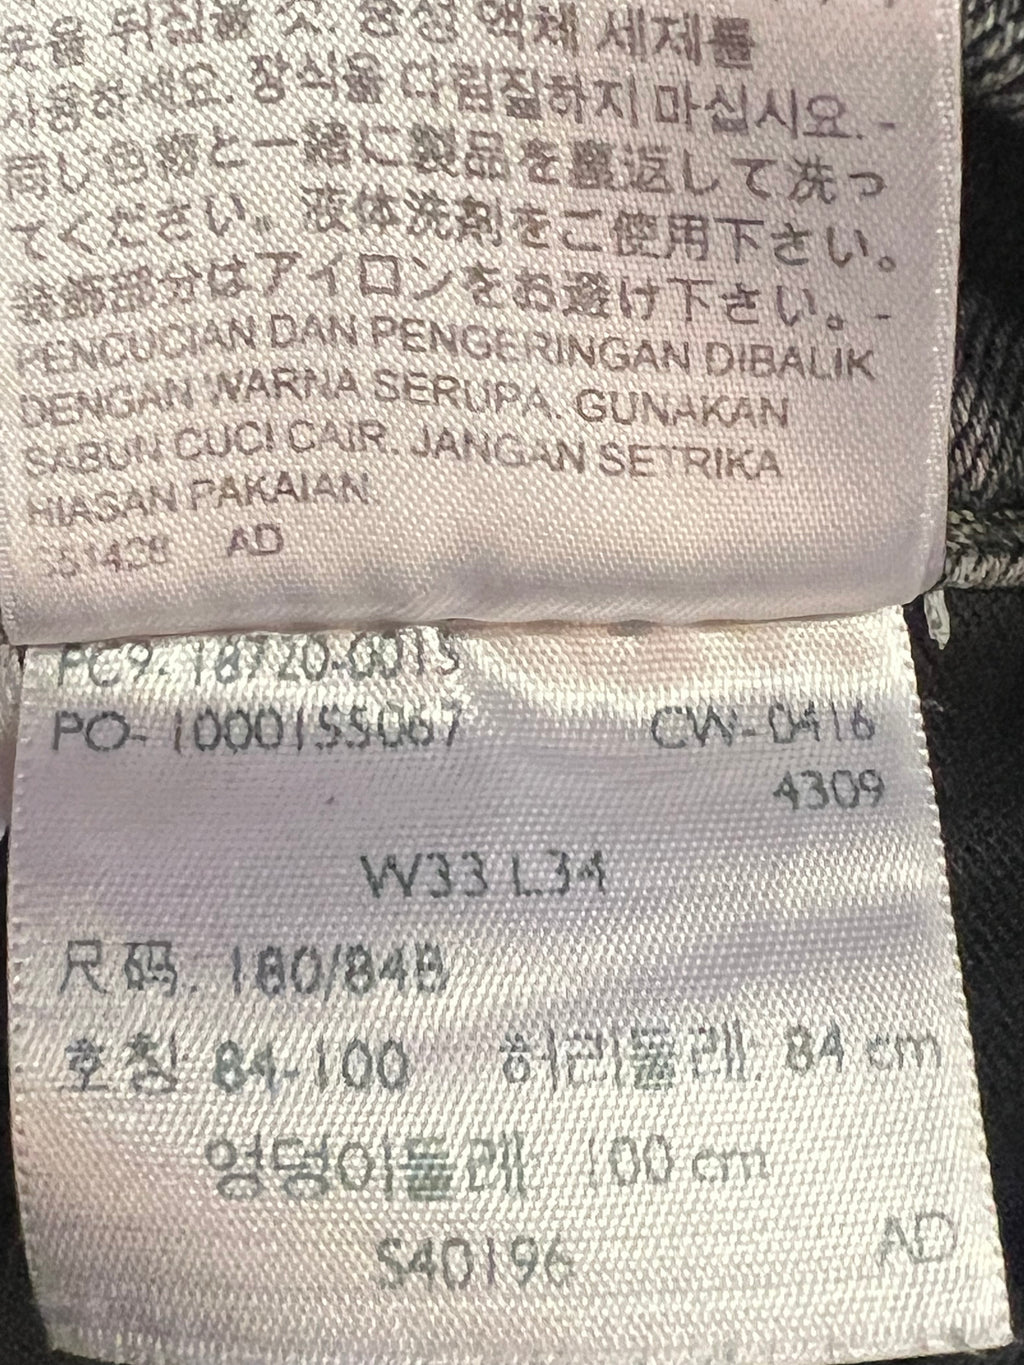 옷을 뒤집을 것. 중성 액체 세제를
사용하세요. 장식을 다림질하지 마십시오. -
同じ色物と一緒に製品を裏返して洗っ
てください。液体洗剤をご使用下さい。
装飾部分はアイロンをお避け下さい。-
PENCUCIAN DAN PENGERINGAN DIBALIK
DENGAN WARNA SERUPA. GUNAKAN
SABUN CUCI CAIR. JANGAN SETRIKA
HIASAN PAKAIAN.
AD
PC9-18720-0015
PO- 1000155067 CW-0416
4309
W33 L34
尺码. 180/84B
호칭 84-100 허리둘레. 84 cm
엉덩이둘레. 100 cm
S40196 AD